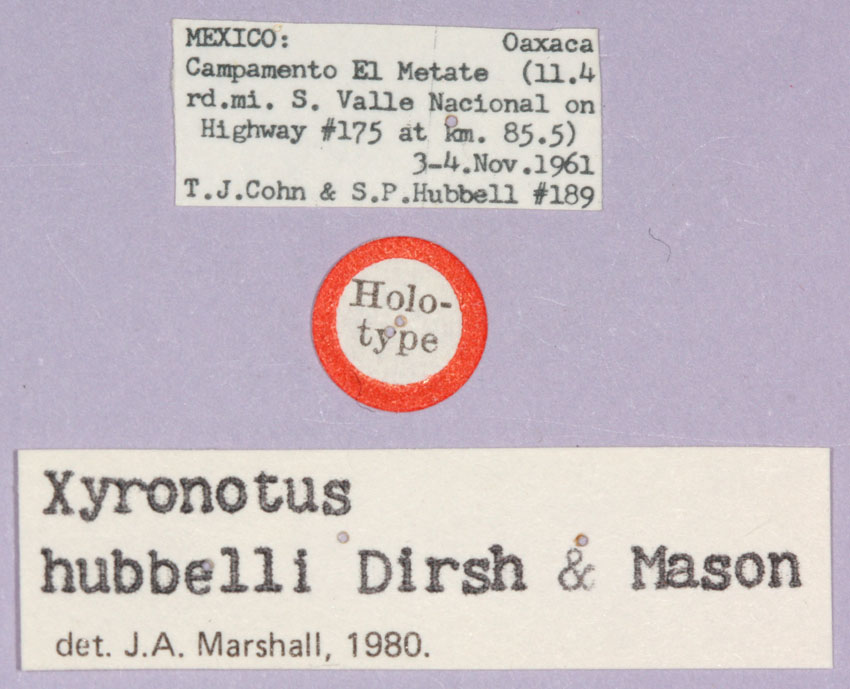 MEXICO: Oaxaca
Campamento El Metate (11.4
rd.mi. S. Valle Nacional on
Highway #175 at km. 85.5)
3-4.Nov.1961
T.J.Cohn & S.P.Hubbell #189
Holo-
type
Xyronotus
hubbelli Dirsh & Mason
det. J.A. Marshall, 1980.